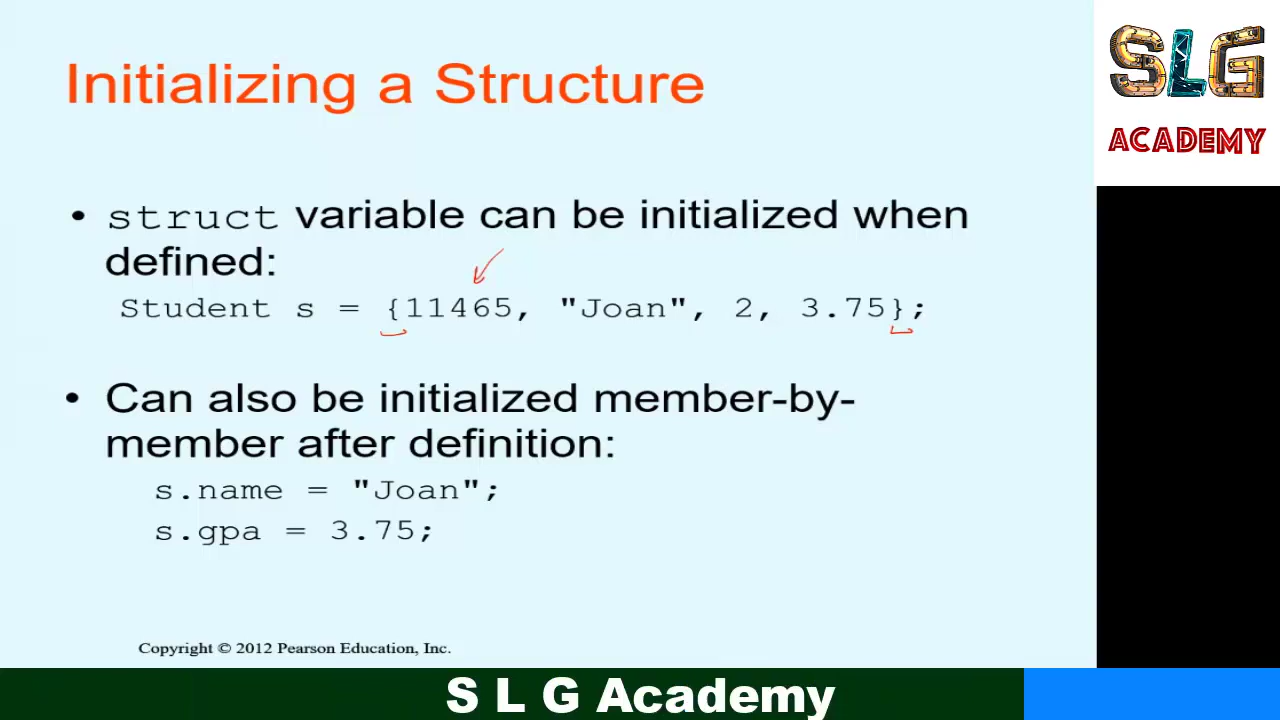 Initializing a Structure
SLG
ACADEMY
• struct variable can be initialized when
defined:
Student s = {11465, "Joan", 2, 3.75};
• Can also be initialized member-by-
member after definition:
s.name = "Joan";
s.gpa = 3.75;
Copyright © 2012 Pearson Education, Inc.
S L G Academy